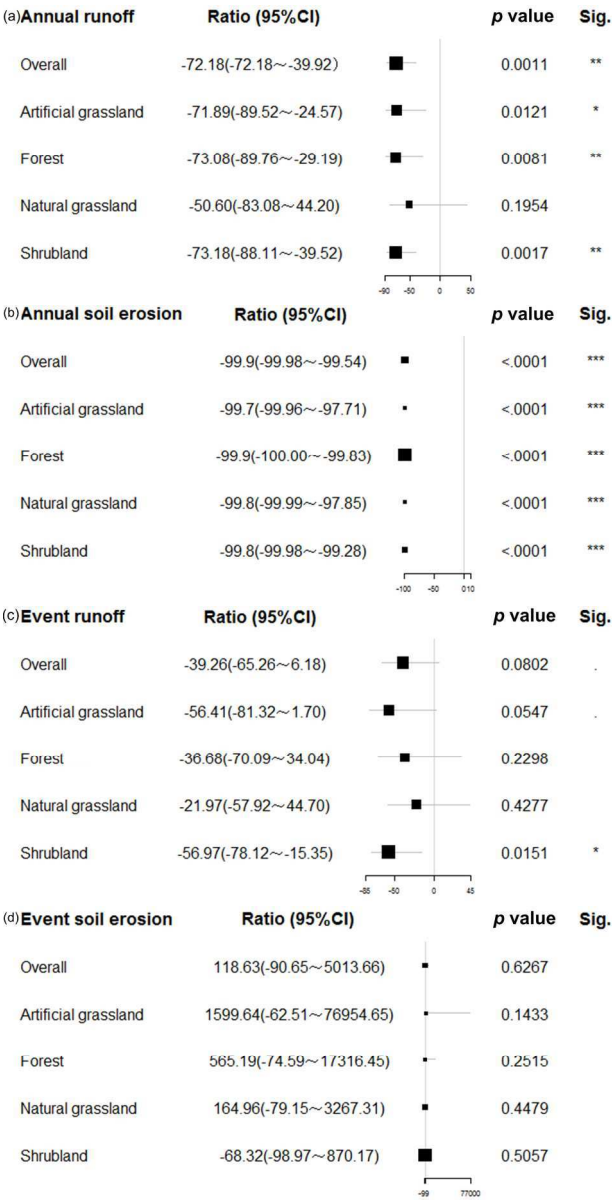 (a) Annual runoff Ratio (95%CI) p value Sig.
Overall -72.18(-72.18～-39.92) 0.0011 **
Artificial grassland -71.89(-89.52～-24.57) 0.0121 *
Forest -73.08(-89.76～-29.19) 0.0081 **
Natural grassland -50.60(-83.08～44.20) 0.1954
Shrubland -73.18(-88.11～-39.52) 0.0017 **
-90 -50 0 50
(b) Annual soil erosion Ratio (95%CI) p value Sig.
Overall -99.9(-99.98～-99.54) <.0001 ***
Artificial grassland -99.7(-99.96～-97.71) <.0001 ***
Forest -99.9(-100.00～-99.83) <.0001 ***
Natural grassland -99.8(-99.99～-97.85) <.0001 ***
Shrubland -99.8(-99.98～-99.28) <.0001 ***
-100 -50 0 10
(c) Event runoff Ratio (95%CI) p value Sig.
Overall -39.26(-65.26～6.18) 0.0802 .
Artificial grassland -56.41(-81.32～1.70) 0.0547 .
Forest -36.68(-70.09～34.04) 0.2298
Natural grassland -21.97(-57.92～44.70) 0.4277
Shrubland -56.97(-78.12～-15.35) 0.0151 *
-85 -50 0 45
(d) Event soil erosion Ratio (95%CI) p value Sig.
Overall 118.63(-90.65～5013.66) 0.6267
Artificial grassland 1599.64(-62.51～76954.65) 0.1433
Forest 565.19(-74.59～17316.45) 0.2515
Natural grassland 164.96(-79.15～3267.31) 0.4479
Shrubland -68.32(-98.97～870.17) 0.5057
-99 77000